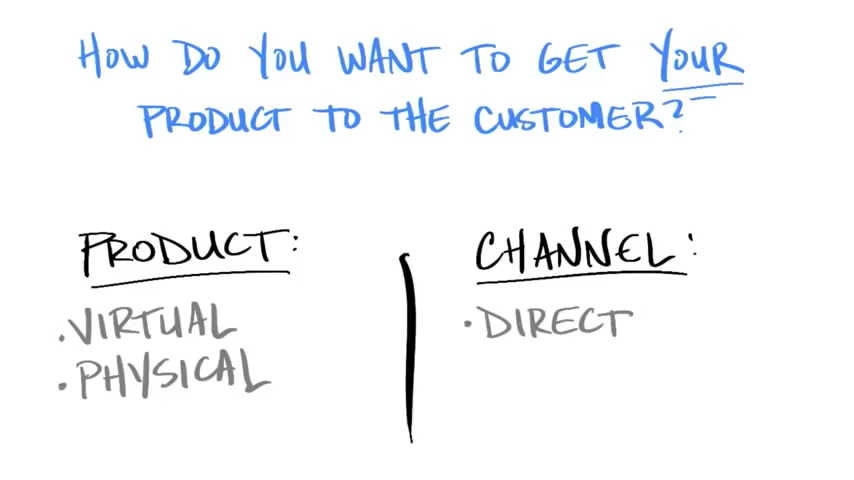 HOW DO YOU WANT TO GET YOUR
PRODUCT TO THE CUSTOMER?
PRODUCT:
• VIRTUAL
• PHYSICAL
CHANNEL:
• DIRECT